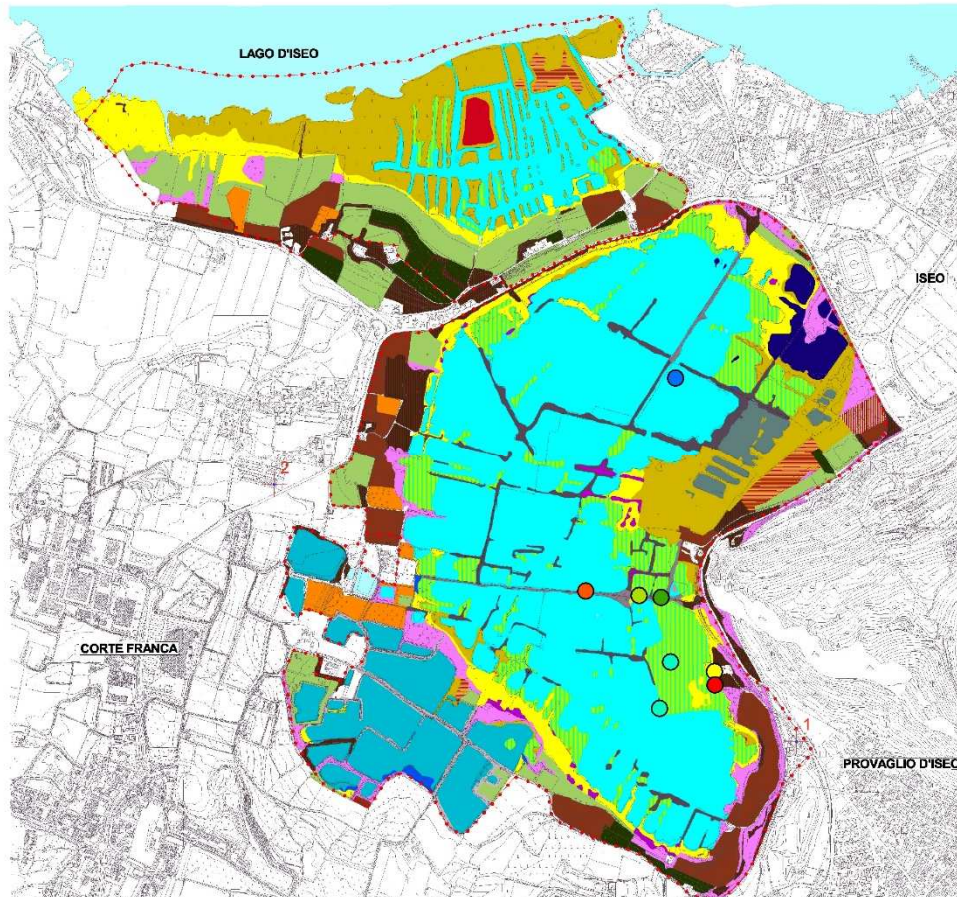 LAGO D'ISEO
ISEO
2
CORTE FRANCA
1
PROVAGLIO D'ISEO